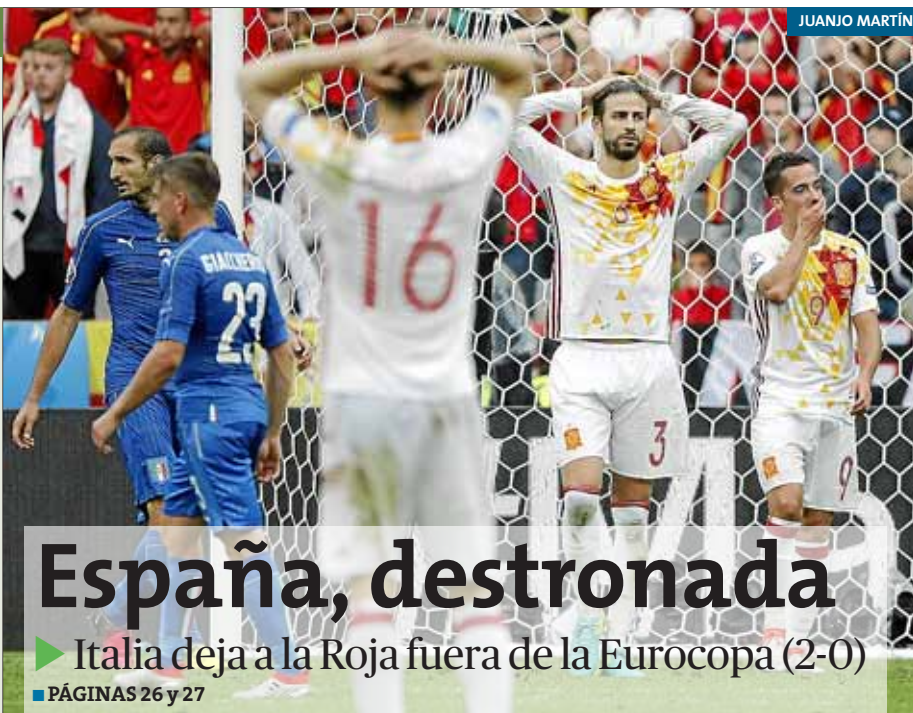 JUANJO MARTÍN
GIACCHERINI
23
16
3
9
9
España, destronada
Italia deja a la Roja fuera de la Eurocopa (2-0)
PÁGINAS 26 y 27